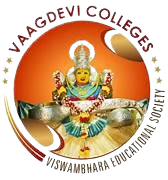 VAAGDEVI COLLEGES
VISWAMBHARA EDUCATIONAL SOCIETY